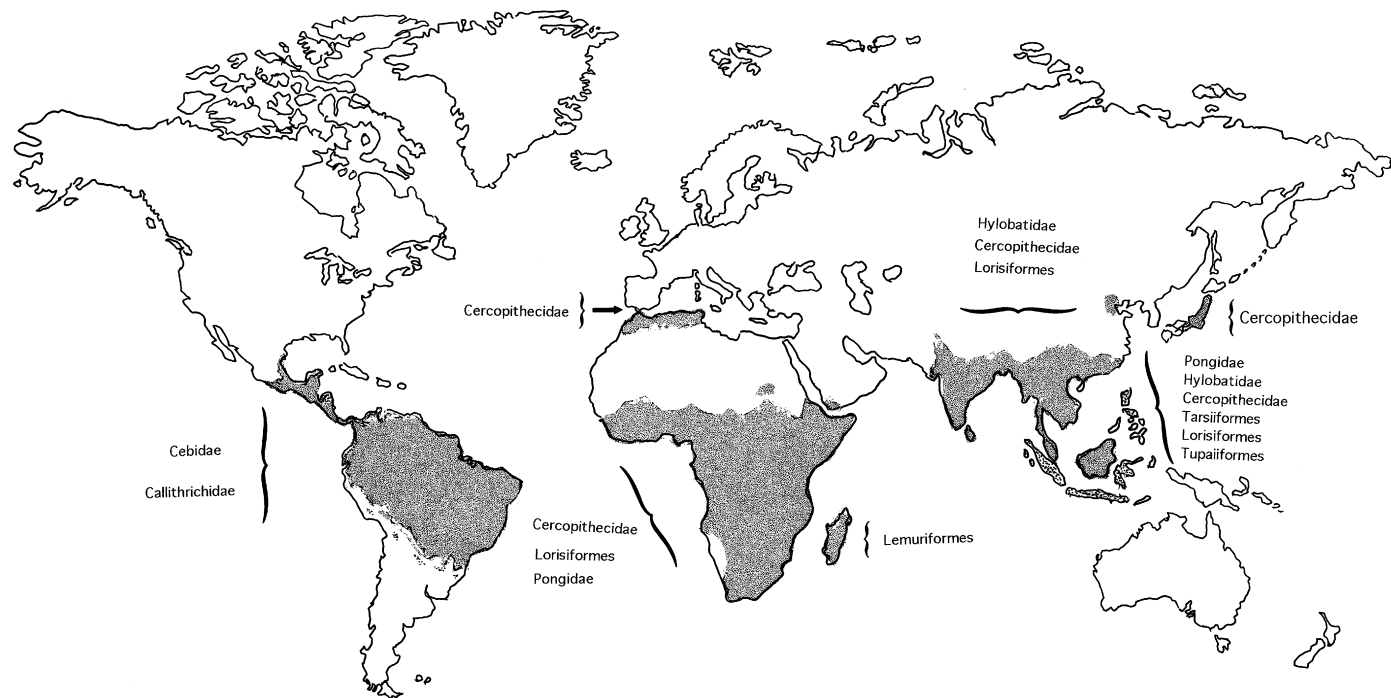 Hylobatidae
Cercopithecidae
Lorisiformes
Cercopithecidae
Cercopithecidae
Pongidae
Hylobatidae
Cercopithecidae
Tarsiiformes
Lorisiformes
Tupaiiformes
Cebidae
Callithrichidae
Cercopithecidae
Lorisiformes
Pongidae
Lemuriformes